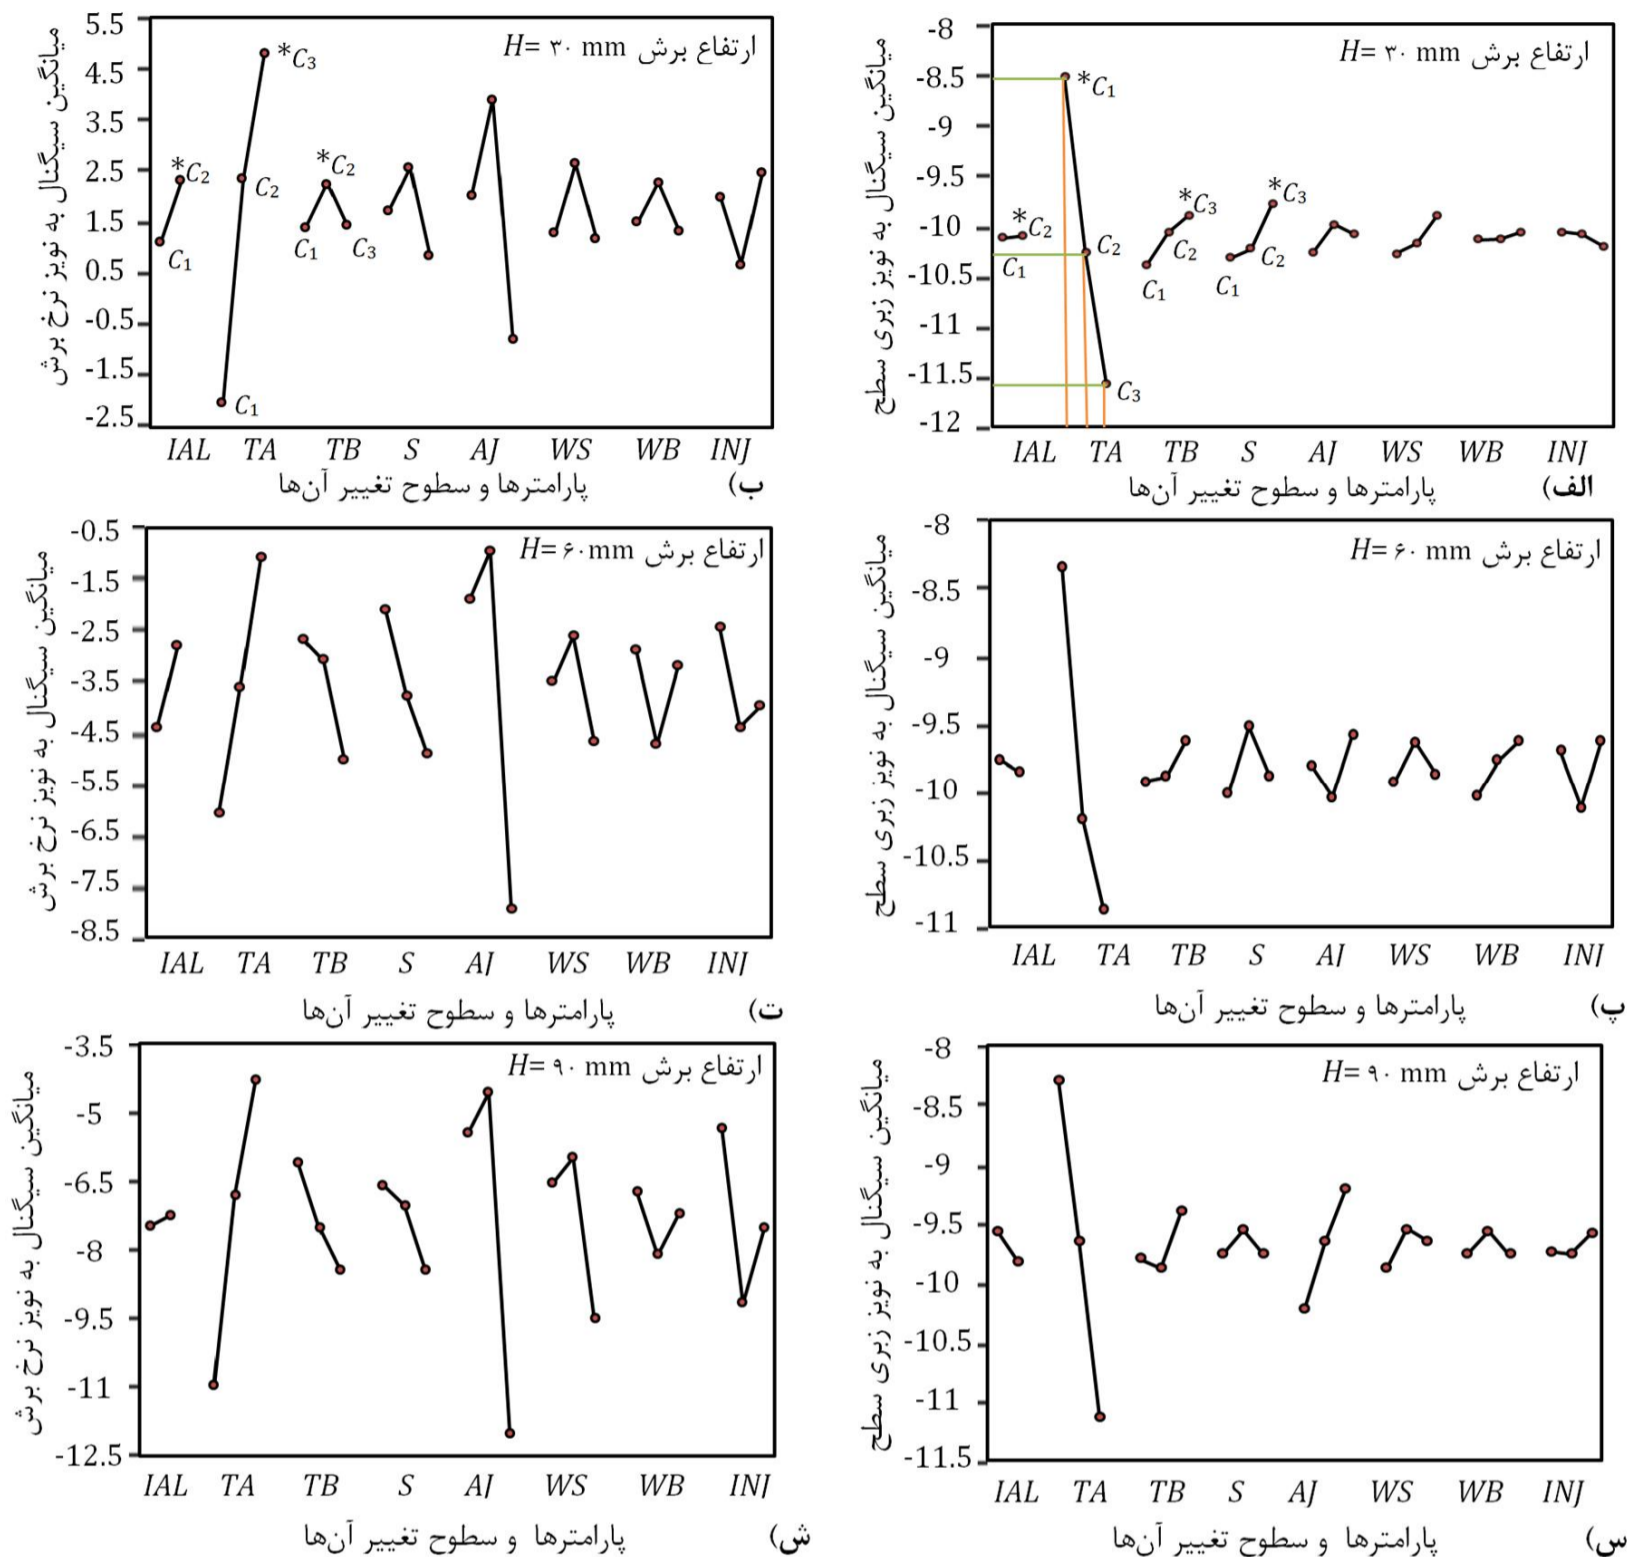 میانگین سیگنال به نویز زبری سطح
ارتفاع برش H= ۳۰ mm
-8
-8.5
-9
-9.5
-10
-10.5
-11
-11.5
-12
*C1
C2
C3
*C2
C1
*C3
C2
C1
*C3
C2
C1
IAL TA TB S AJ WS WB INJ
پارامترها و سطوح تغییر آن‌ها
الف)
میانگین سیگنال به نویز نرخ برش
ارتفاع برش H= ۳۰ mm
5.5
4.5
3.5
2.5
1.5
0.5
-0.5
-1.5
-2.5
*C2
C1
*C3
C2
C1
*C2
C1
C3
IAL TA TB S AJ WS WB INJ
پارامترها و سطوح تغییر آن‌ها
ب)
میانگین سیگنال به نویز زبری سطح
ارتفاع برش H= ۶۰ mm
-8
-8.5
-9
-9.5
-10
-10.5
-11
IAL TA TB S AJ WS WB INJ
پارامترها و سطوح تغییر آن‌ها
پ)
میانگین سیگنال به نویز نرخ برش
ارتفاع برش H= ۶۰mm
-0.5
-1.5
-2.5
-3.5
-4.5
-5.5
-6.5
-7.5
-8.5
IAL TA TB S AJ WS WB INJ
پارامترها و سطوح تغییر آن‌ها
ت)
میانگین سیگنال به نویز زبری سطح
ارتفاع برش H= ۹۰ mm
-8
-8.5
-9
-9.5
-10
-10.5
-11
-11.5
IAL TA TB S AJ WS WB INJ
پارامترها و سطوح تغییر آن‌ها
س)
میانگین سیگنال به نویز نرخ برش
ارتفاع برش H= ۹۰ mm
-3.5
-5
-6.5
-8
-9.5
-11
-12.5
IAL TA TB S AJ WS WB INJ
پارامترها و سطوح تغییر آن‌ها
ش)